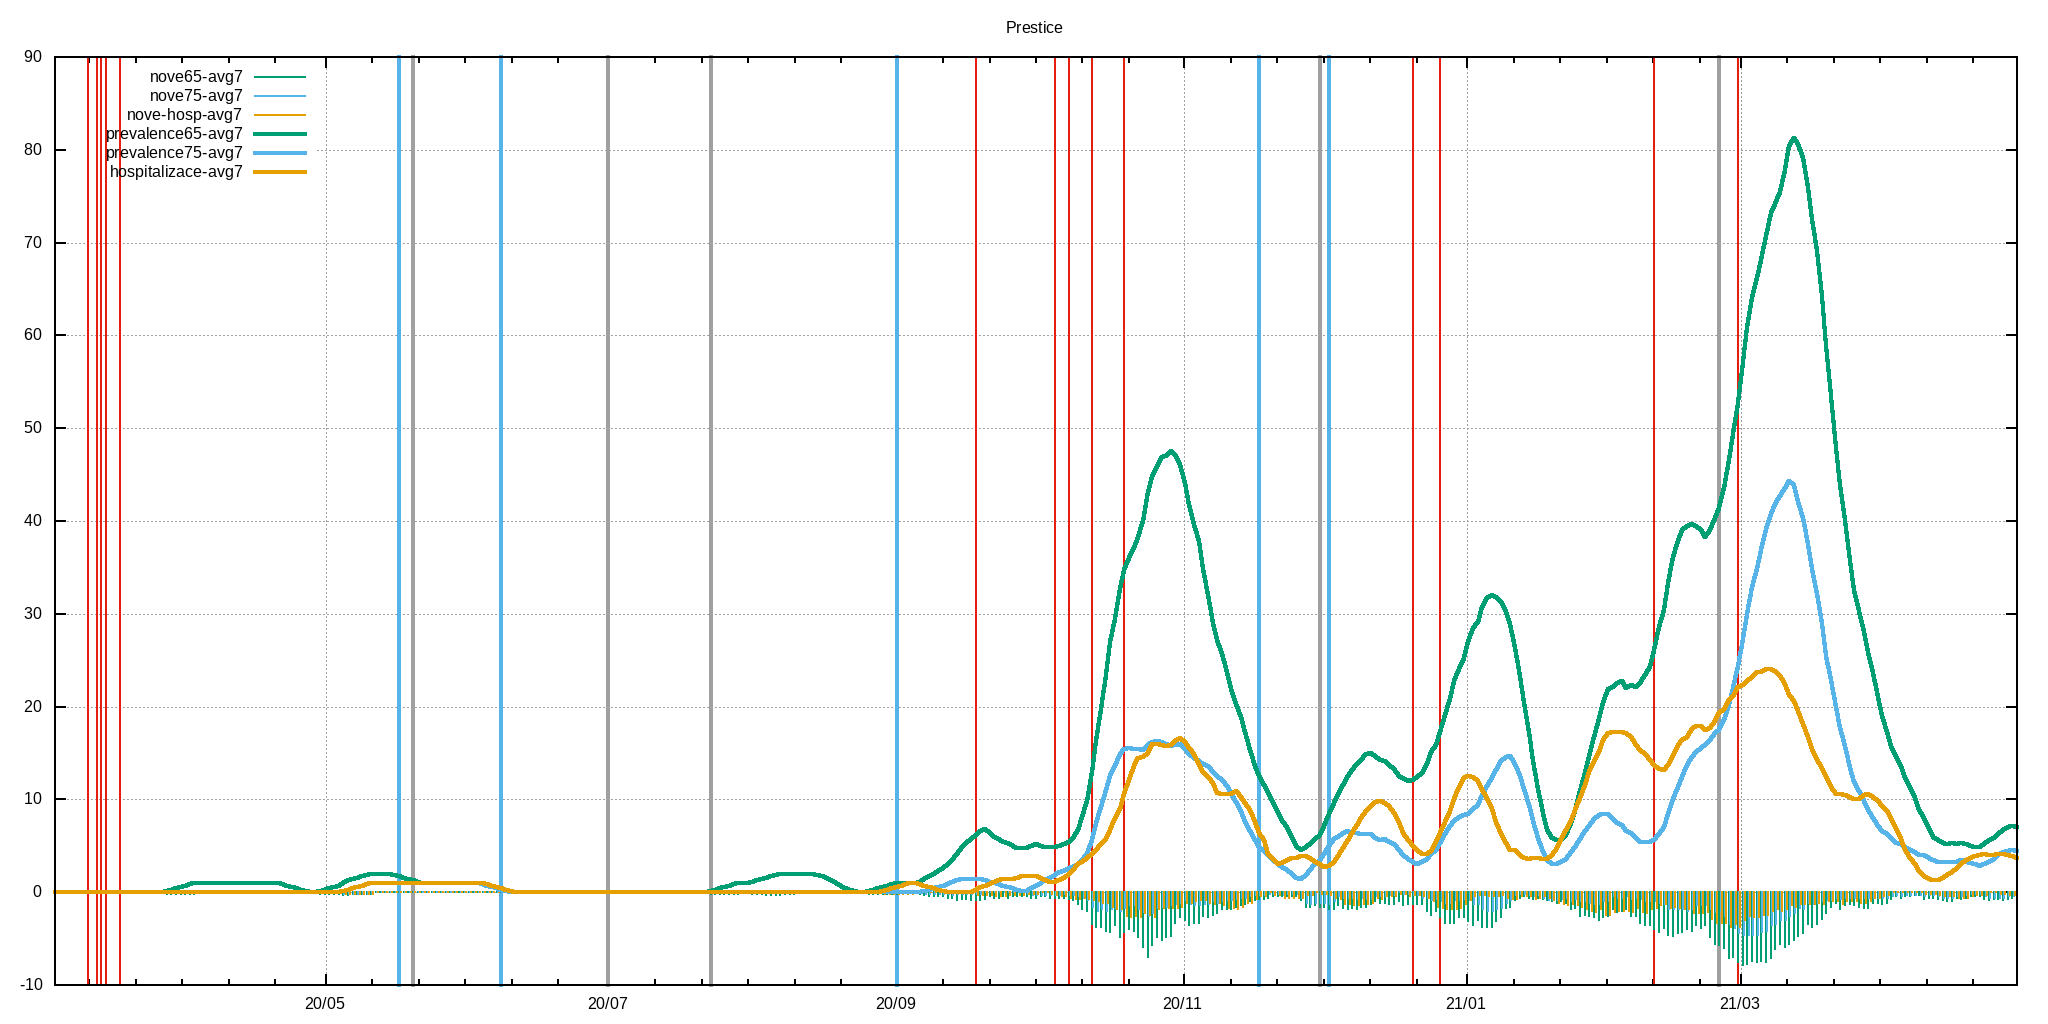 Prestice
90
80
70
60
50
40
30
20
10
0
-10
nove65-avg7
nove75-avg7
nove-hosp-avg7
prevalence65-avg7
prevalence75-avg7
hospitalizace-avg7
20/05 20/07 20/09 20/11 21/01 21/03